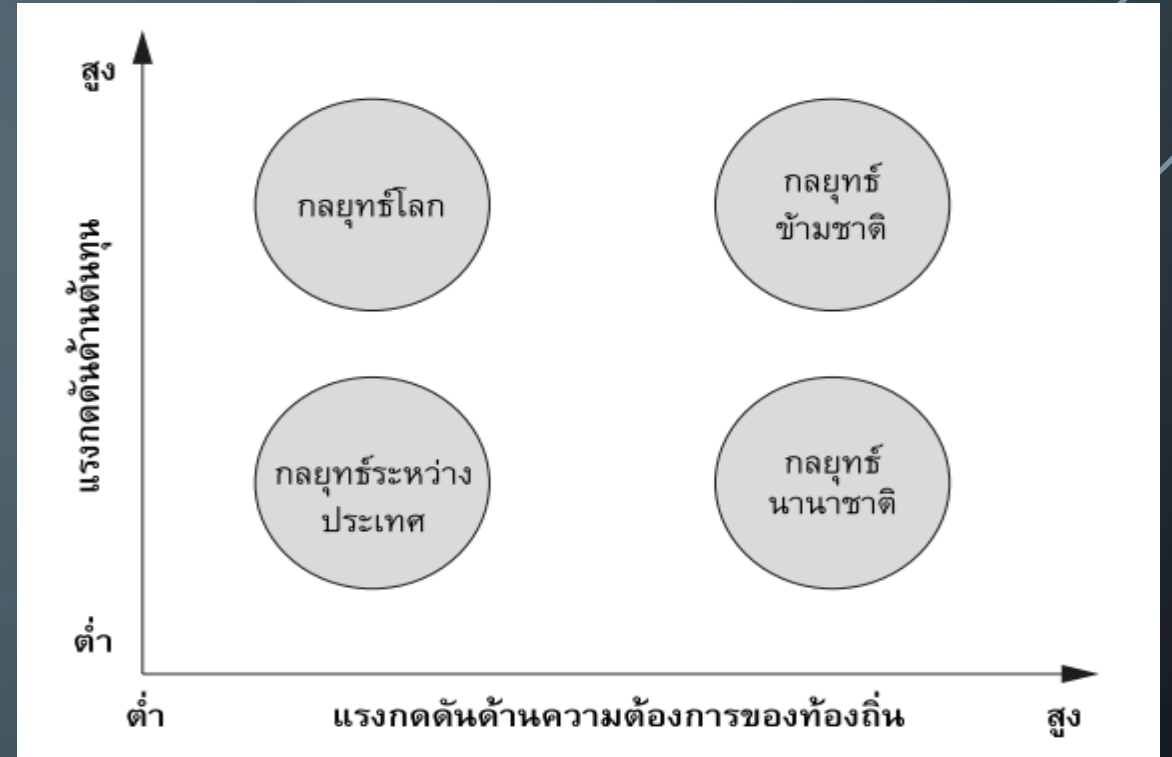 สูง
แรงกดดันด้านต้นทุน
ต่ำ
กลยุทธ์โลก
กลยุทธ์
ข้ามชาติ
กลยุทธ์ระหว่าง
ประเทศ
กลยุทธ์
นานาชาติ
ต่ำ
แรงกดดันด้านความต้องการของท้องถิ่น
สูง